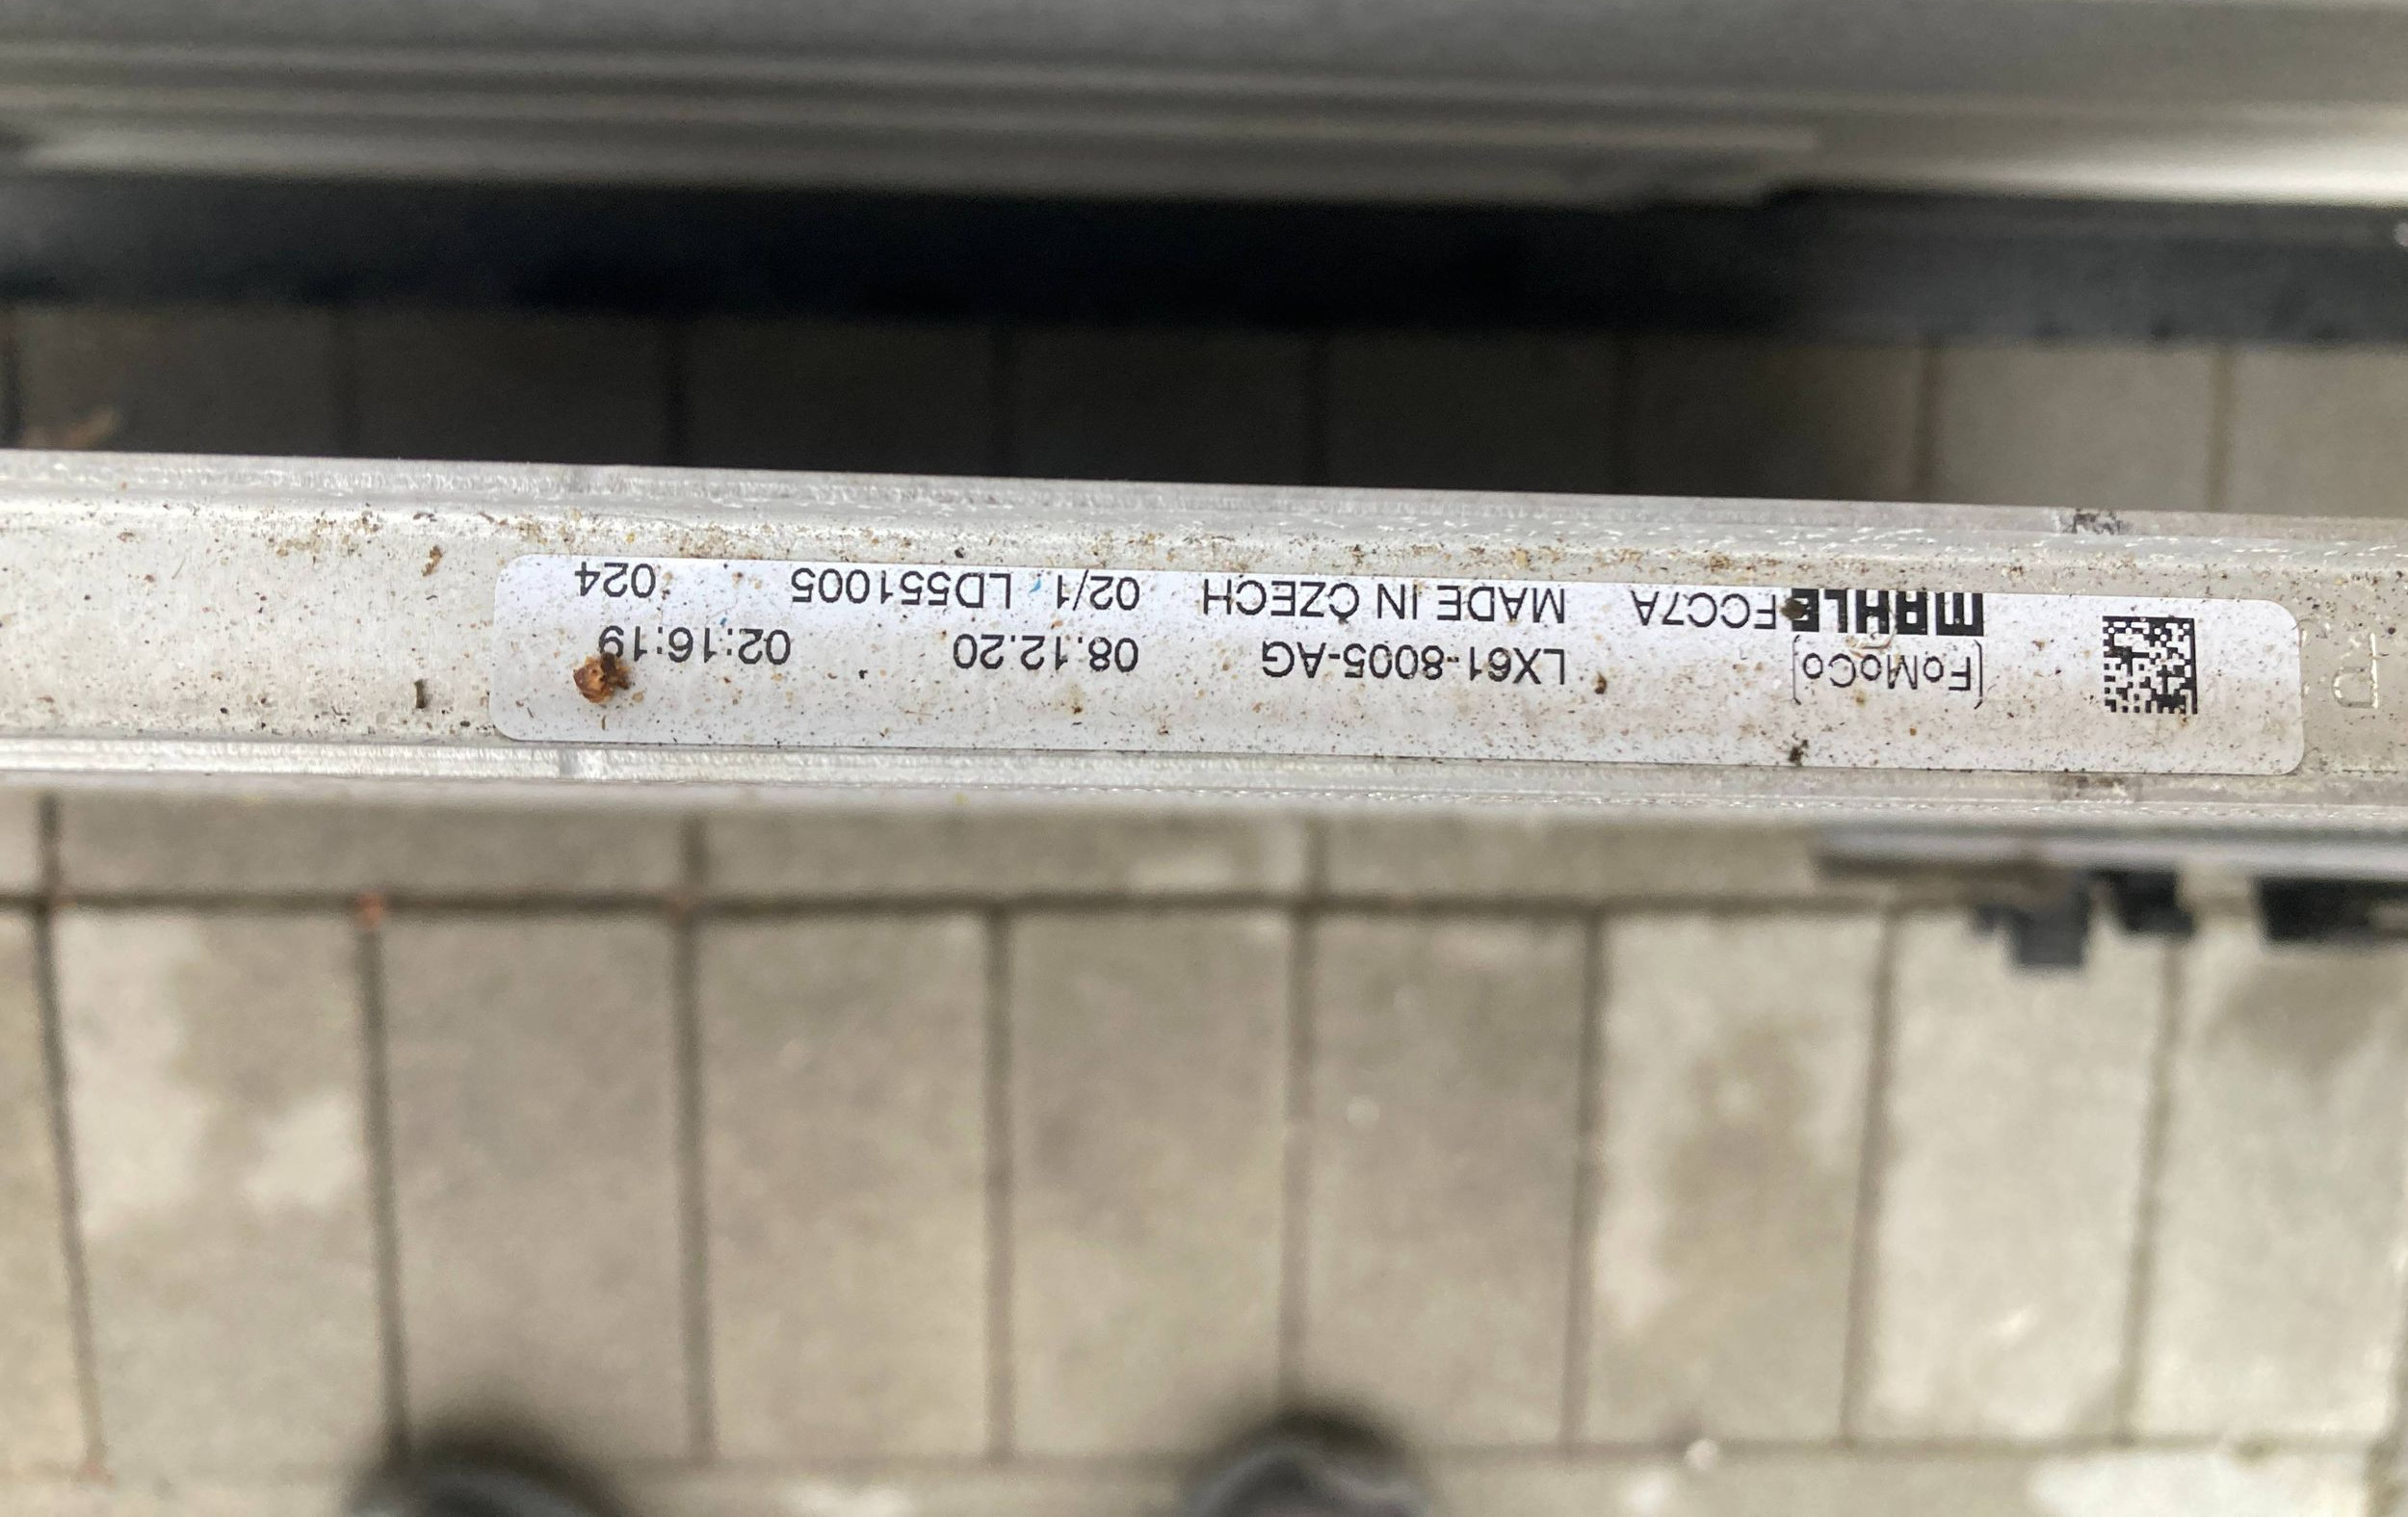 (FoMoCo) LX61-8005-AG 08.12.20 02:16:19
MAHLE FCC7A MADE IN CZECH 02/1 LD551005 024